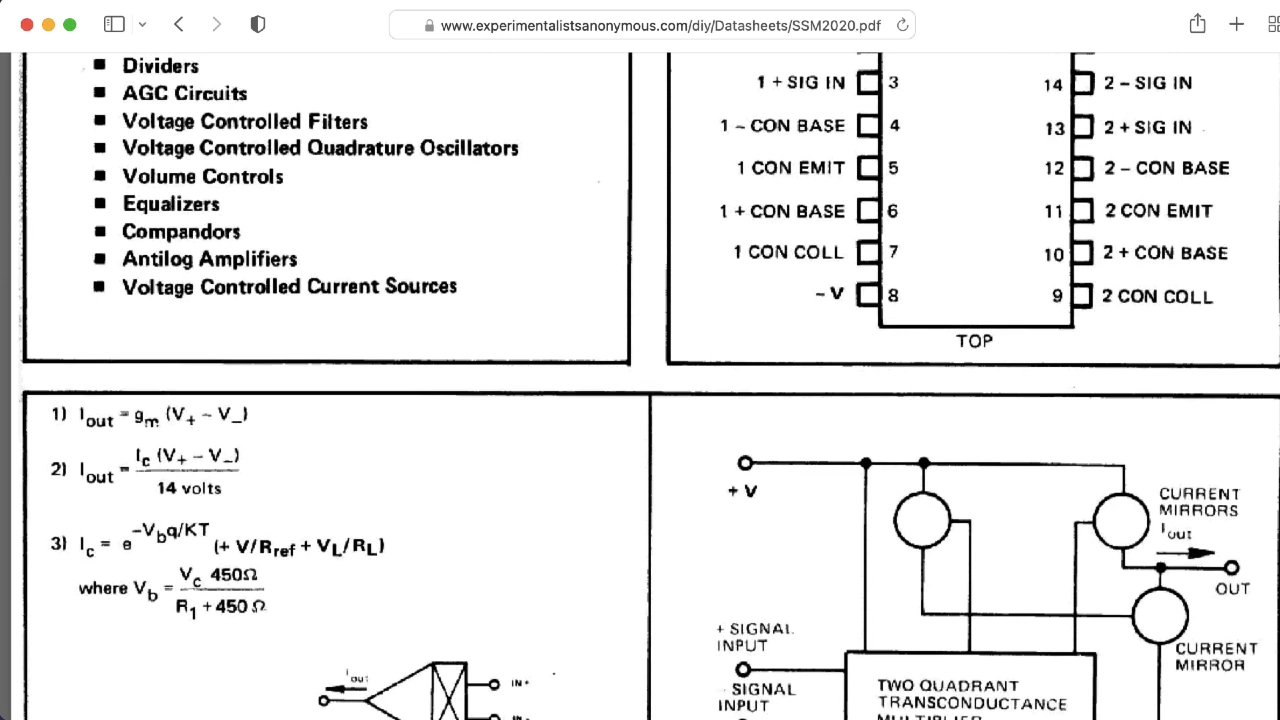 www.experimentalistsanonymous.com/diy/Datasheets/SSM2020.pdf
■ Dividers
■ AGC Circuits
■ Voltage Controlled Filters
■ Voltage Controlled Quadrature Oscillators
■ Volume Controls
■ Equalizers
■ Compandors
■ Antilog Amplifiers
■ Voltage Controlled Current Sources
1 + SIG IN 3
1 – CON BASE 4
1 CON EMIT 5
1 + CON BASE 6
1 CON COLL 7
– V 8
14 2 – SIG IN
13 2 + SIG IN
12 2 – CON BASE
11 2 CON EMIT
10 2 + CON BASE
9 2 CON COLL
TOP
1) Iout = gm (V+ – V–)
2) Iout = Ic (V+ – V–)
14 volts
3) Ic = e–Vbq/KT (+ V/Rref + VL/RL)
where Vb = Vc 450Ω
R1 + 450 Ω
Iout
IN+
IN–
+ V
CURRENT
MIRRORS
Iout
OUT
+ SIGNAL
INPUT
CURRENT
MIRROR
- SIGNAL
INPUT
TWO QUADRANT
TRANSCONDUCTANCE
MULTIPLIER